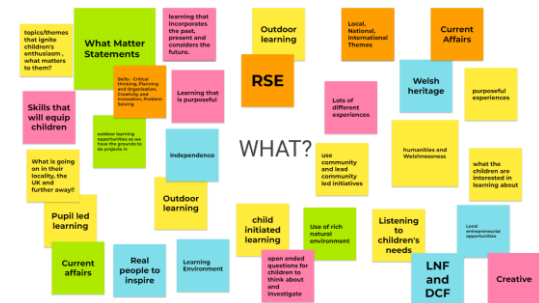 topics/themes
that ignite
children's
enthusiasm ,
what matters
to them?
What Matter
Statements
learning that
incorporates
the past,
present and
considers the
future.
Outdoor
learning
Local,
National,
International
Themes
Current
Affairs
Skills - Critical
thinking, Planning
and Organisation,
Creativity and
Innovation, Problem
Solving
Learning that
is purposeful
RSE
Lots of
different
experiences
Welsh
heritage
purposeful
experiences
Skills that
will equip
children
outdoor learning
opportunities as we
have the grounds to
do projects in
Independence
WHAT?
use
community
and lead
community
led initiatives
humanities and
Welshnessness
what the
children are
interested in
learning about
What is going
on in their
locality, the
UK and
further away!!
Pupil led
learning
Outdoor
learning
child
initiated
learning
Use of rich
natural
environment
Listening
to
children's
needs
Local
entrepreneurial
opportunities
Current
affairs
Real
people to
inspire
Learning
Environment
open ended
questions for
children to
think about
and
investigate
LNF
and
DCF
Creative